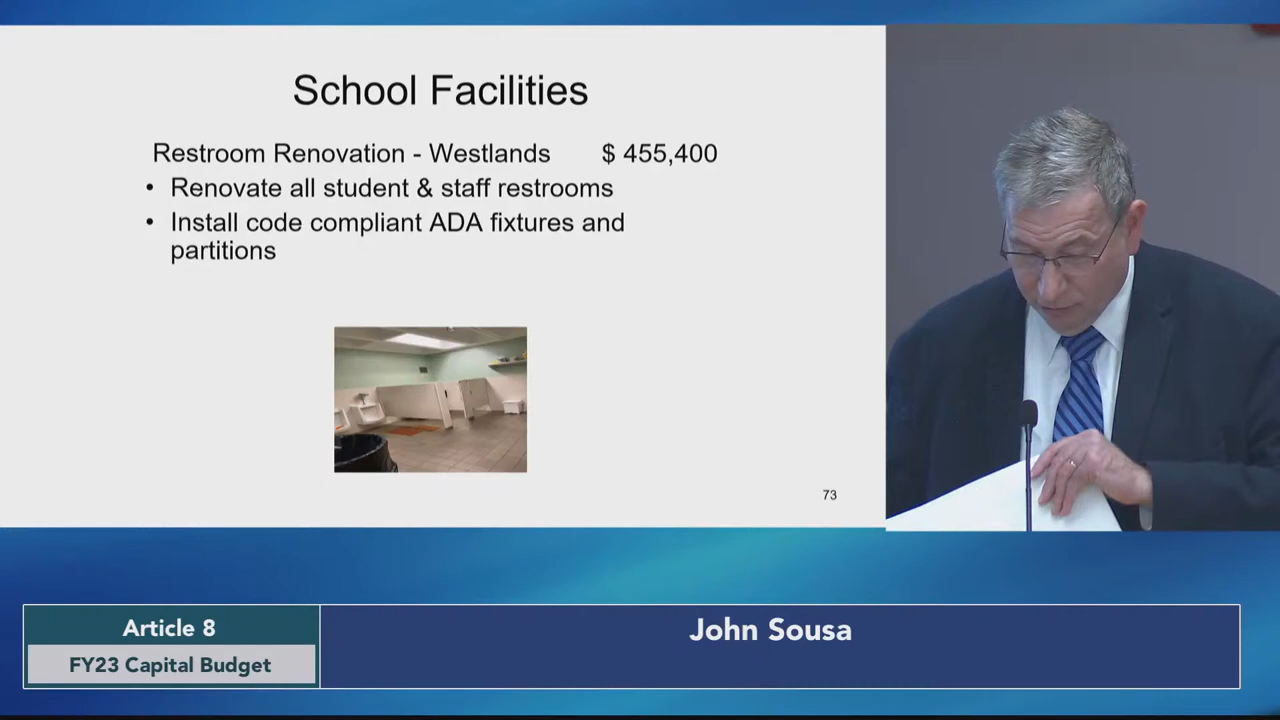 School Facilities
Restroom Renovation - Westlands $ 455,400
• Renovate all student & staff restrooms
• Install code compliant ADA fixtures and
partitions
73
Article 8
FY23 Capital Budget
John Sousa